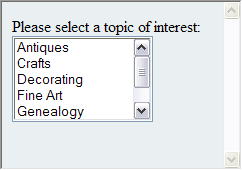 Please select a topic of interest:
Antiques
Crafts
Decorating
Fine Art
Genealogy